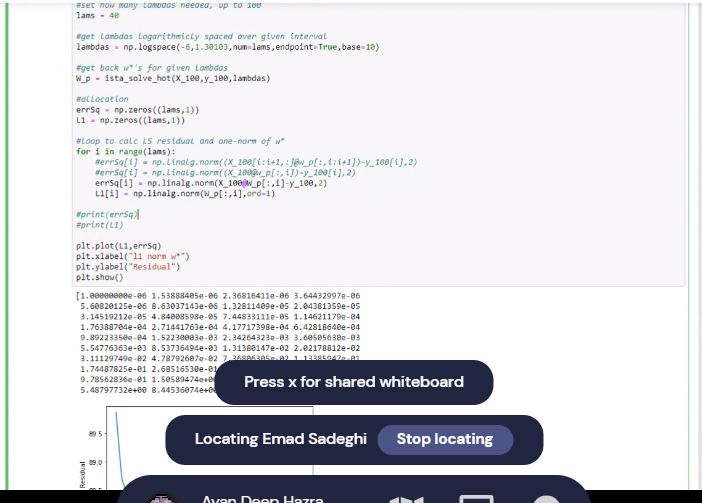 #set how many lambdas needed, up to 100
lams = 40
#get lambdas logarithmicly spaced over given interval
lambdas = np.logspace(-6,1.30103,num=lams,endpoint=True,base=10)
#get back w*'s for given lambdas
W_p = ista_solve_hot(X_100,y_100,lambdas)
#allocation
errSq = np.zeros((lams,1))
L1 = np.zeros((lams,1))
#loop to calc LS residual and one-norm of w*
for i in range(lams):
#errSq[i] = np.linalg.norm((X_100[i:i+1,:]@w_p[:,i:i+1])-y_100[i],2)
#errSq[i] = np.linalg.norm((X_100@w_p[:,i])-y_100[i],2)
errSq[i] = np.linalg.norm(X_100@W_p[:,i]-y_100,2)
L1[i] = np.linalg.norm(W_p[:,i],ord=1)
#print(errSq)
#print(L1)
plt.plot(L1,errSq)
plt.xlabel("l1 norm w*")
plt.ylabel("Residual")
plt.show()
[1.00000000e-06 1.53888405e-06 2.36816411e-06 3.64432997e-06
5.60820125e-06 8.63037143e-06 1.32811409e-05 2.04381359e-05
3.14519212e-05 4.84008598e-05 7.44833111e-05 1.14621179e-04
1.76388704e-04 2.71441763e-04 4.17717398e-04 6.42818640e-04
9.89223350e-04 1.52230003e-03 2.34264323e-03 3.60505630e-03
5.54776363e-03 8.53736494e-03 1.31380147e-02 2.02178812e-02
3.11129749e-02 4.78792607e-02 7.36806305e-02 1.13385947e-01
1.74487825e-01 2.68516530e-01
9.78562836e-01 1.50589474e+00
5.48797732e+00 8.44536074e+00
Press x for shared whiteboard
Locating Emad Sadeghi Stop locating
89.5
89.0
Residual
Ayan Deep Hazra